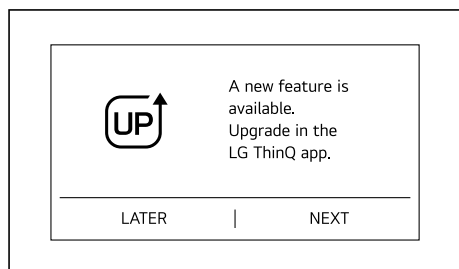 UP
A new feature is
available.
Upgrade in the
LG ThinQ app.
LATER | NEXT